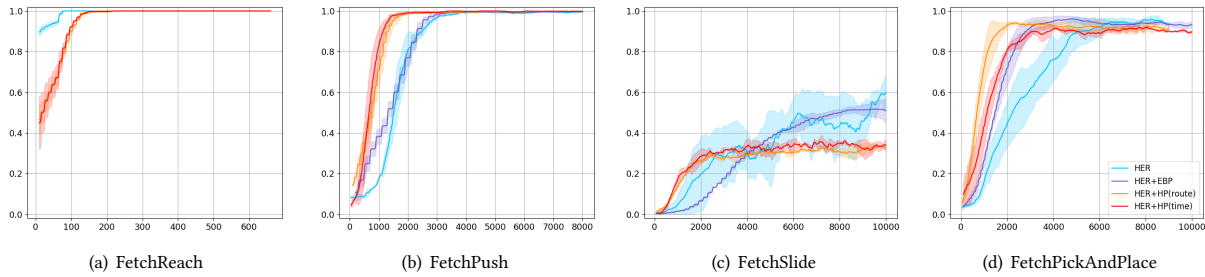 1.0
0.8
0.6
0.4
0.2
0.0
0 100 200 300 400 500 600
(a) FetchReach
1.0
0.8
0.6
0.4
0.2
0.0
0 1000 2000 3000 4000 5000 6000 7000 8000
(b) FetchPush
1.0
0.8
0.6
0.4
0.2
0.0
0 2000 4000 6000 8000 10000
(c) FetchSlide
1.0
0.8
0.6
0.4
0.2
0.0
HER
HER+EBP
HER+HP(route)
HER+HP(time)
0 2000 4000 6000 8000 10000
(d) FetchPickAndPlace